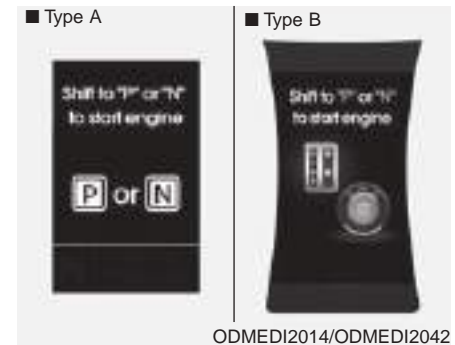 ■ Type A
Shift to "P" or "N"
to start engine
P or N
■ Type B
Shift to "P" or "N"
to start engine
ODMEDI2014/ODMEDI2042